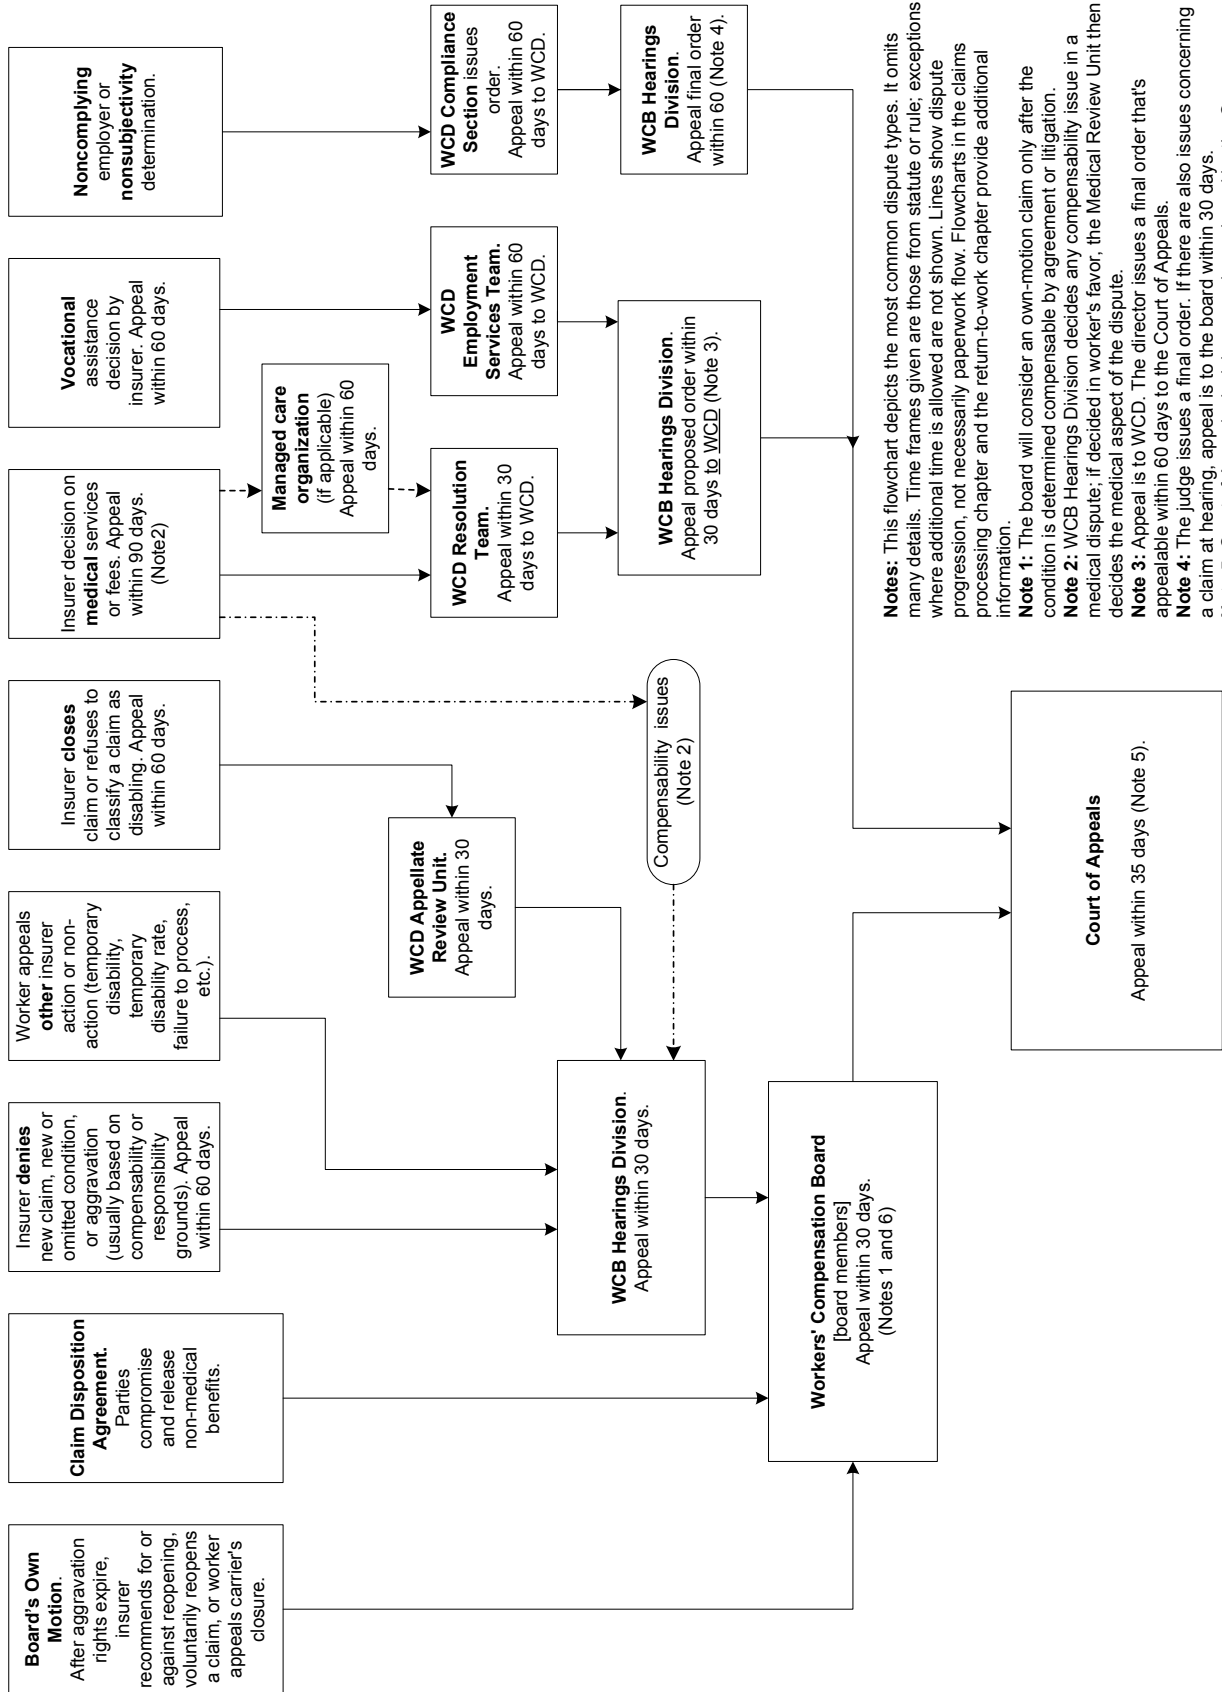 Board's Own
Motion.
After aggravation
rights expire,
insurer
recommends for or
against reopening,
voluntarily reopens
a claim, or worker
appeals carrier's
closure.
Claim Disposition
Agreement.
Parties
compromise
and release
non-medical
benefits.
Insurer denies
new claim, new or
omitted condition,
or aggravation
(usually based on
compensability or
responsibility
grounds). Appeal
within 60 days.
Worker appeals
other insurer
action or non-
action (temporary
disability,
temporary
disability rate,
failure to process,
etc.).
Insurer closes
claim or refuses to
classify a claim as
disabling. Appeal
within 60 days.
Insurer decision on
medical services
or fees. Appeal
within 90 days.
(Note2)
Vocational
assistance
decision by
insurer. Appeal
within 60 days.
Noncomplying
employer or
nonsubjectivity
determination.
Managed care
organization
(if applicable)
Appeal within 60
days.
WCD Appellate
Review Unit.
Appeal within 30
days.
WCD Resolution
Team.
Appeal within 30
days to WCD.
WCD
Employment
Services Team.
Appeal within 60
days to WCD.
WCD Compliance
Section issues
order.
Appeal within 60
days to WCD.
WCB Hearings Division.
Appeal within 30 days.
Compensability issues
(Note 2)
WCB Hearings Division.
Appeal proposed order within
30 days to WCD (Note 3).
WCB Hearings
Division.
Appeal final order
within 60 (Note 4).
Workers' Compensation Board
[board members]
Appeal within 30 days.
(Notes 1 and 6)
Court of Appeals
Appeal within 35 days (Note 5).
Notes: This flowchart depicts the most common dispute types. It omits
many details. Time frames given are those from statute or rule; exceptions
where additional time is allowed are not shown. Lines show dispute
progression, not necessarily paperwork flow. Flowcharts in the claims
processing chapter and the return-to-work chapter provide additional
information.
Note 1: The board will consider an own-motion claim only after the
condition is determined compensable by agreement or litigation.
Note 2: WCB Hearings Division decides any compensability issue in a
medical dispute; if decided in worker's favor, the Medical Review Unit then
decides the medical aspect of the dispute.
Note 3: Appeal is to WCD. The director issues a final order that's
appealable within 60 days to the Court of Appeals.
Note 4: The judge issues a final order. If there are also issues concerning
a claim at hearing, appeal is to the board within 30 days.